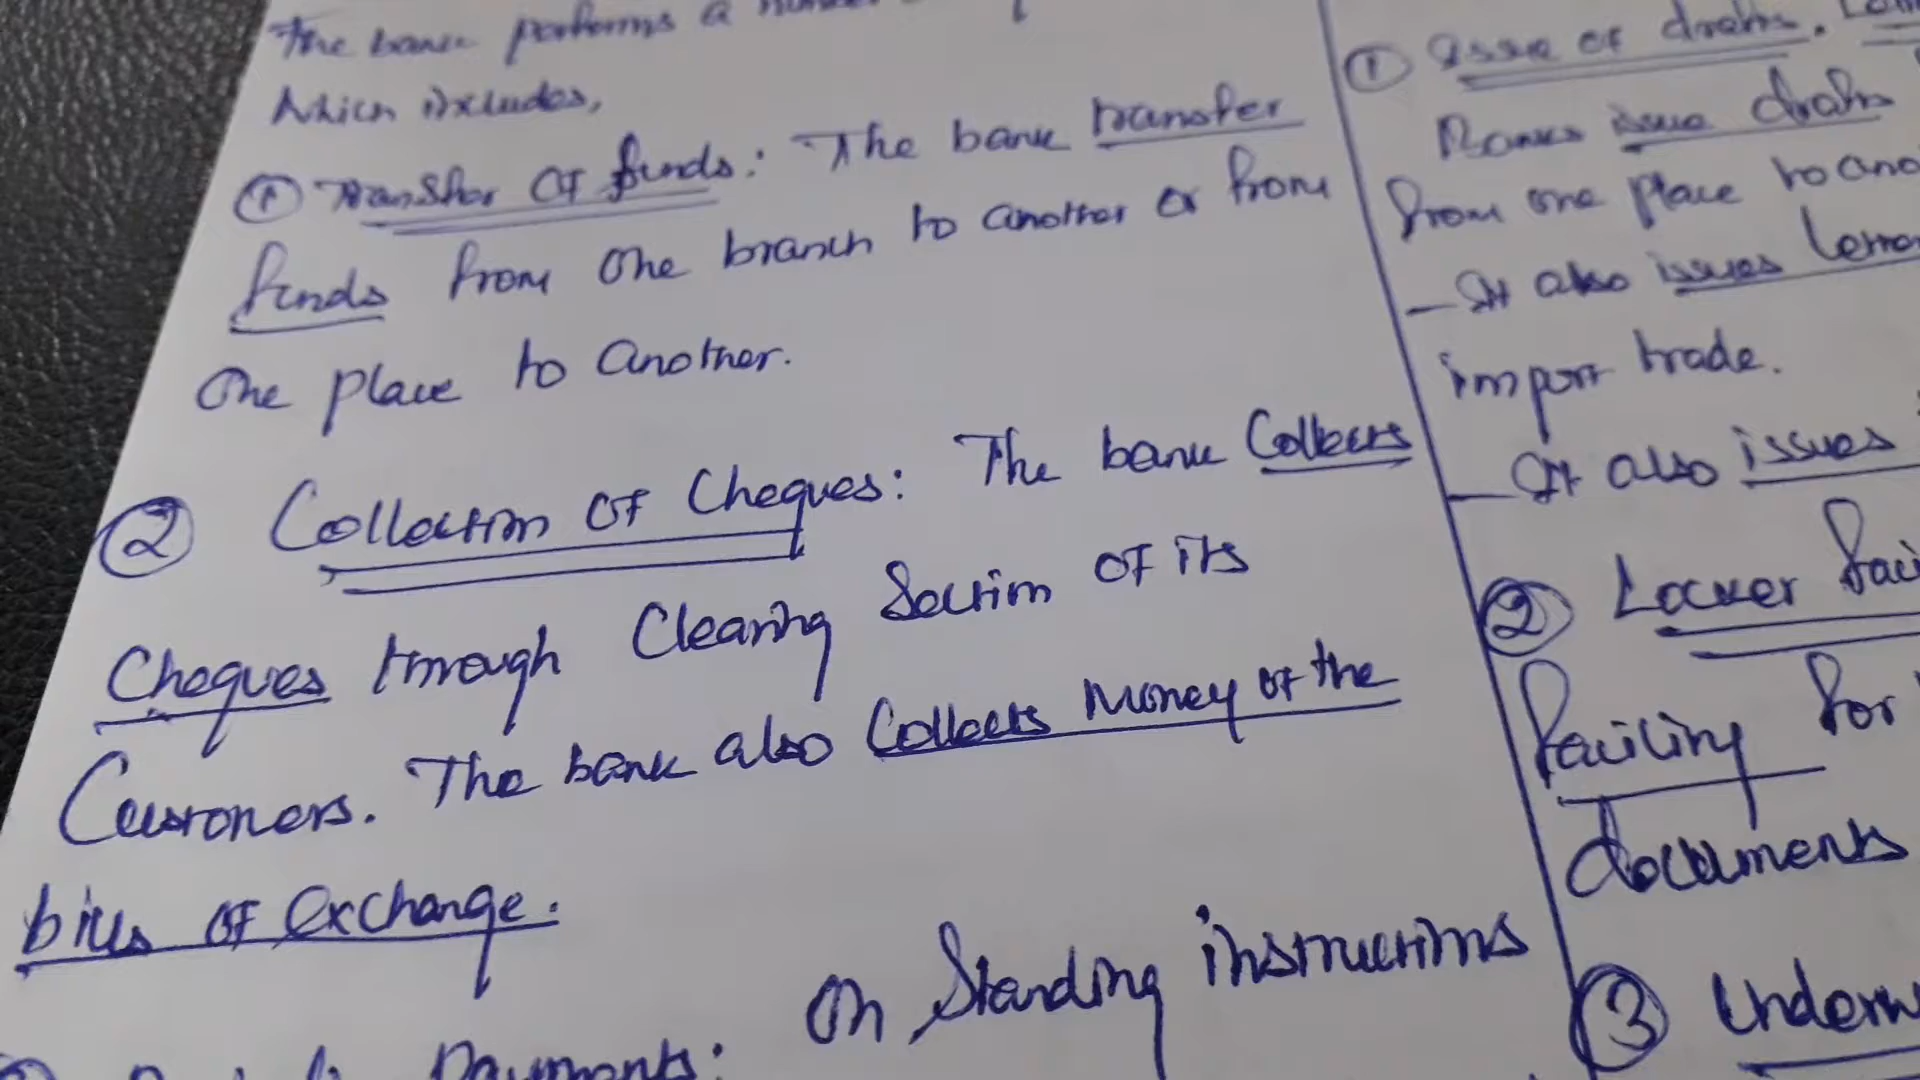 The bank performs a
which includes,
① Transfer of funds: The bank transfer
funds from one branch to another or from
one place to another.
② Collection of Cheques: The bank Collects
Cheques through Clearing Section of its
Customers. The bank also Collects Money of the
bills of exchange.
Payments: On Standing instructions
① Issue of drafts.
Banks issue drafts
from one place to
– It also issues
import trade.
– It also issues
② Locker
facility for
documents
③